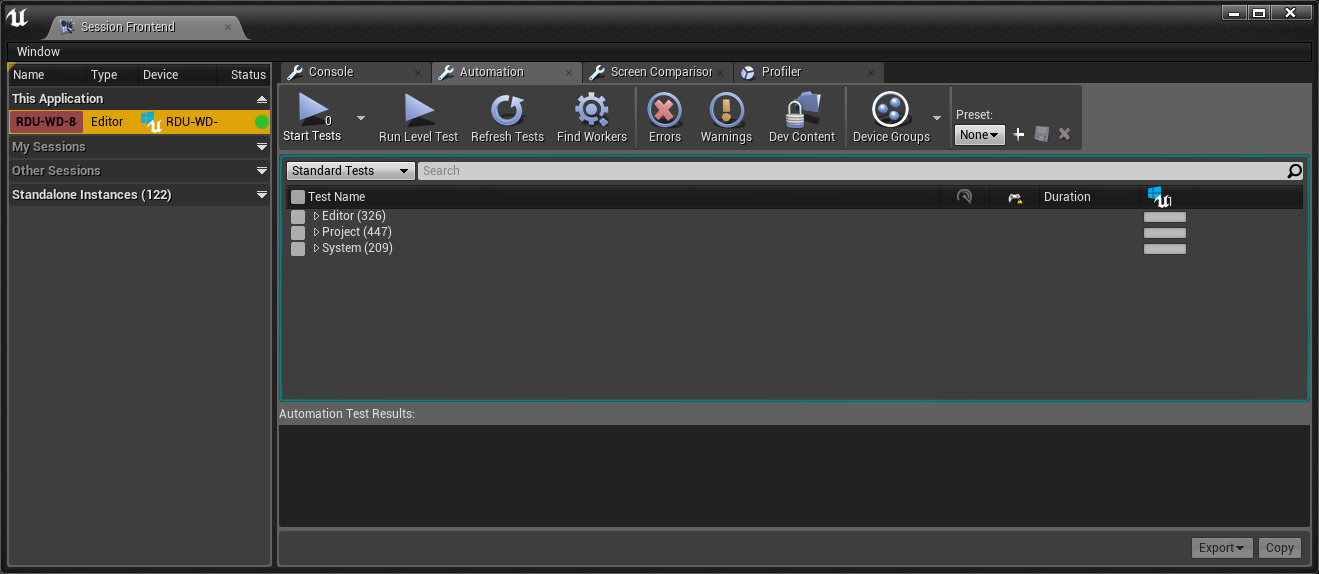 Session Frontend
Window
Name Type Device Status
This Application
RDU-WD-8 Editor RDU-WD-
My Sessions
Other Sessions
Standalone Instances (122)
Console Automation Screen Comparison Profiler
0
Start Tests Run Level Test Refresh Tests Find Workers Errors Warnings Dev Content Device Groups
Preset:
None
Standard Tests Search
Test Name Duration
Editor (326)
Project (447)
System (209)
Automation Test Results:
Export Copy